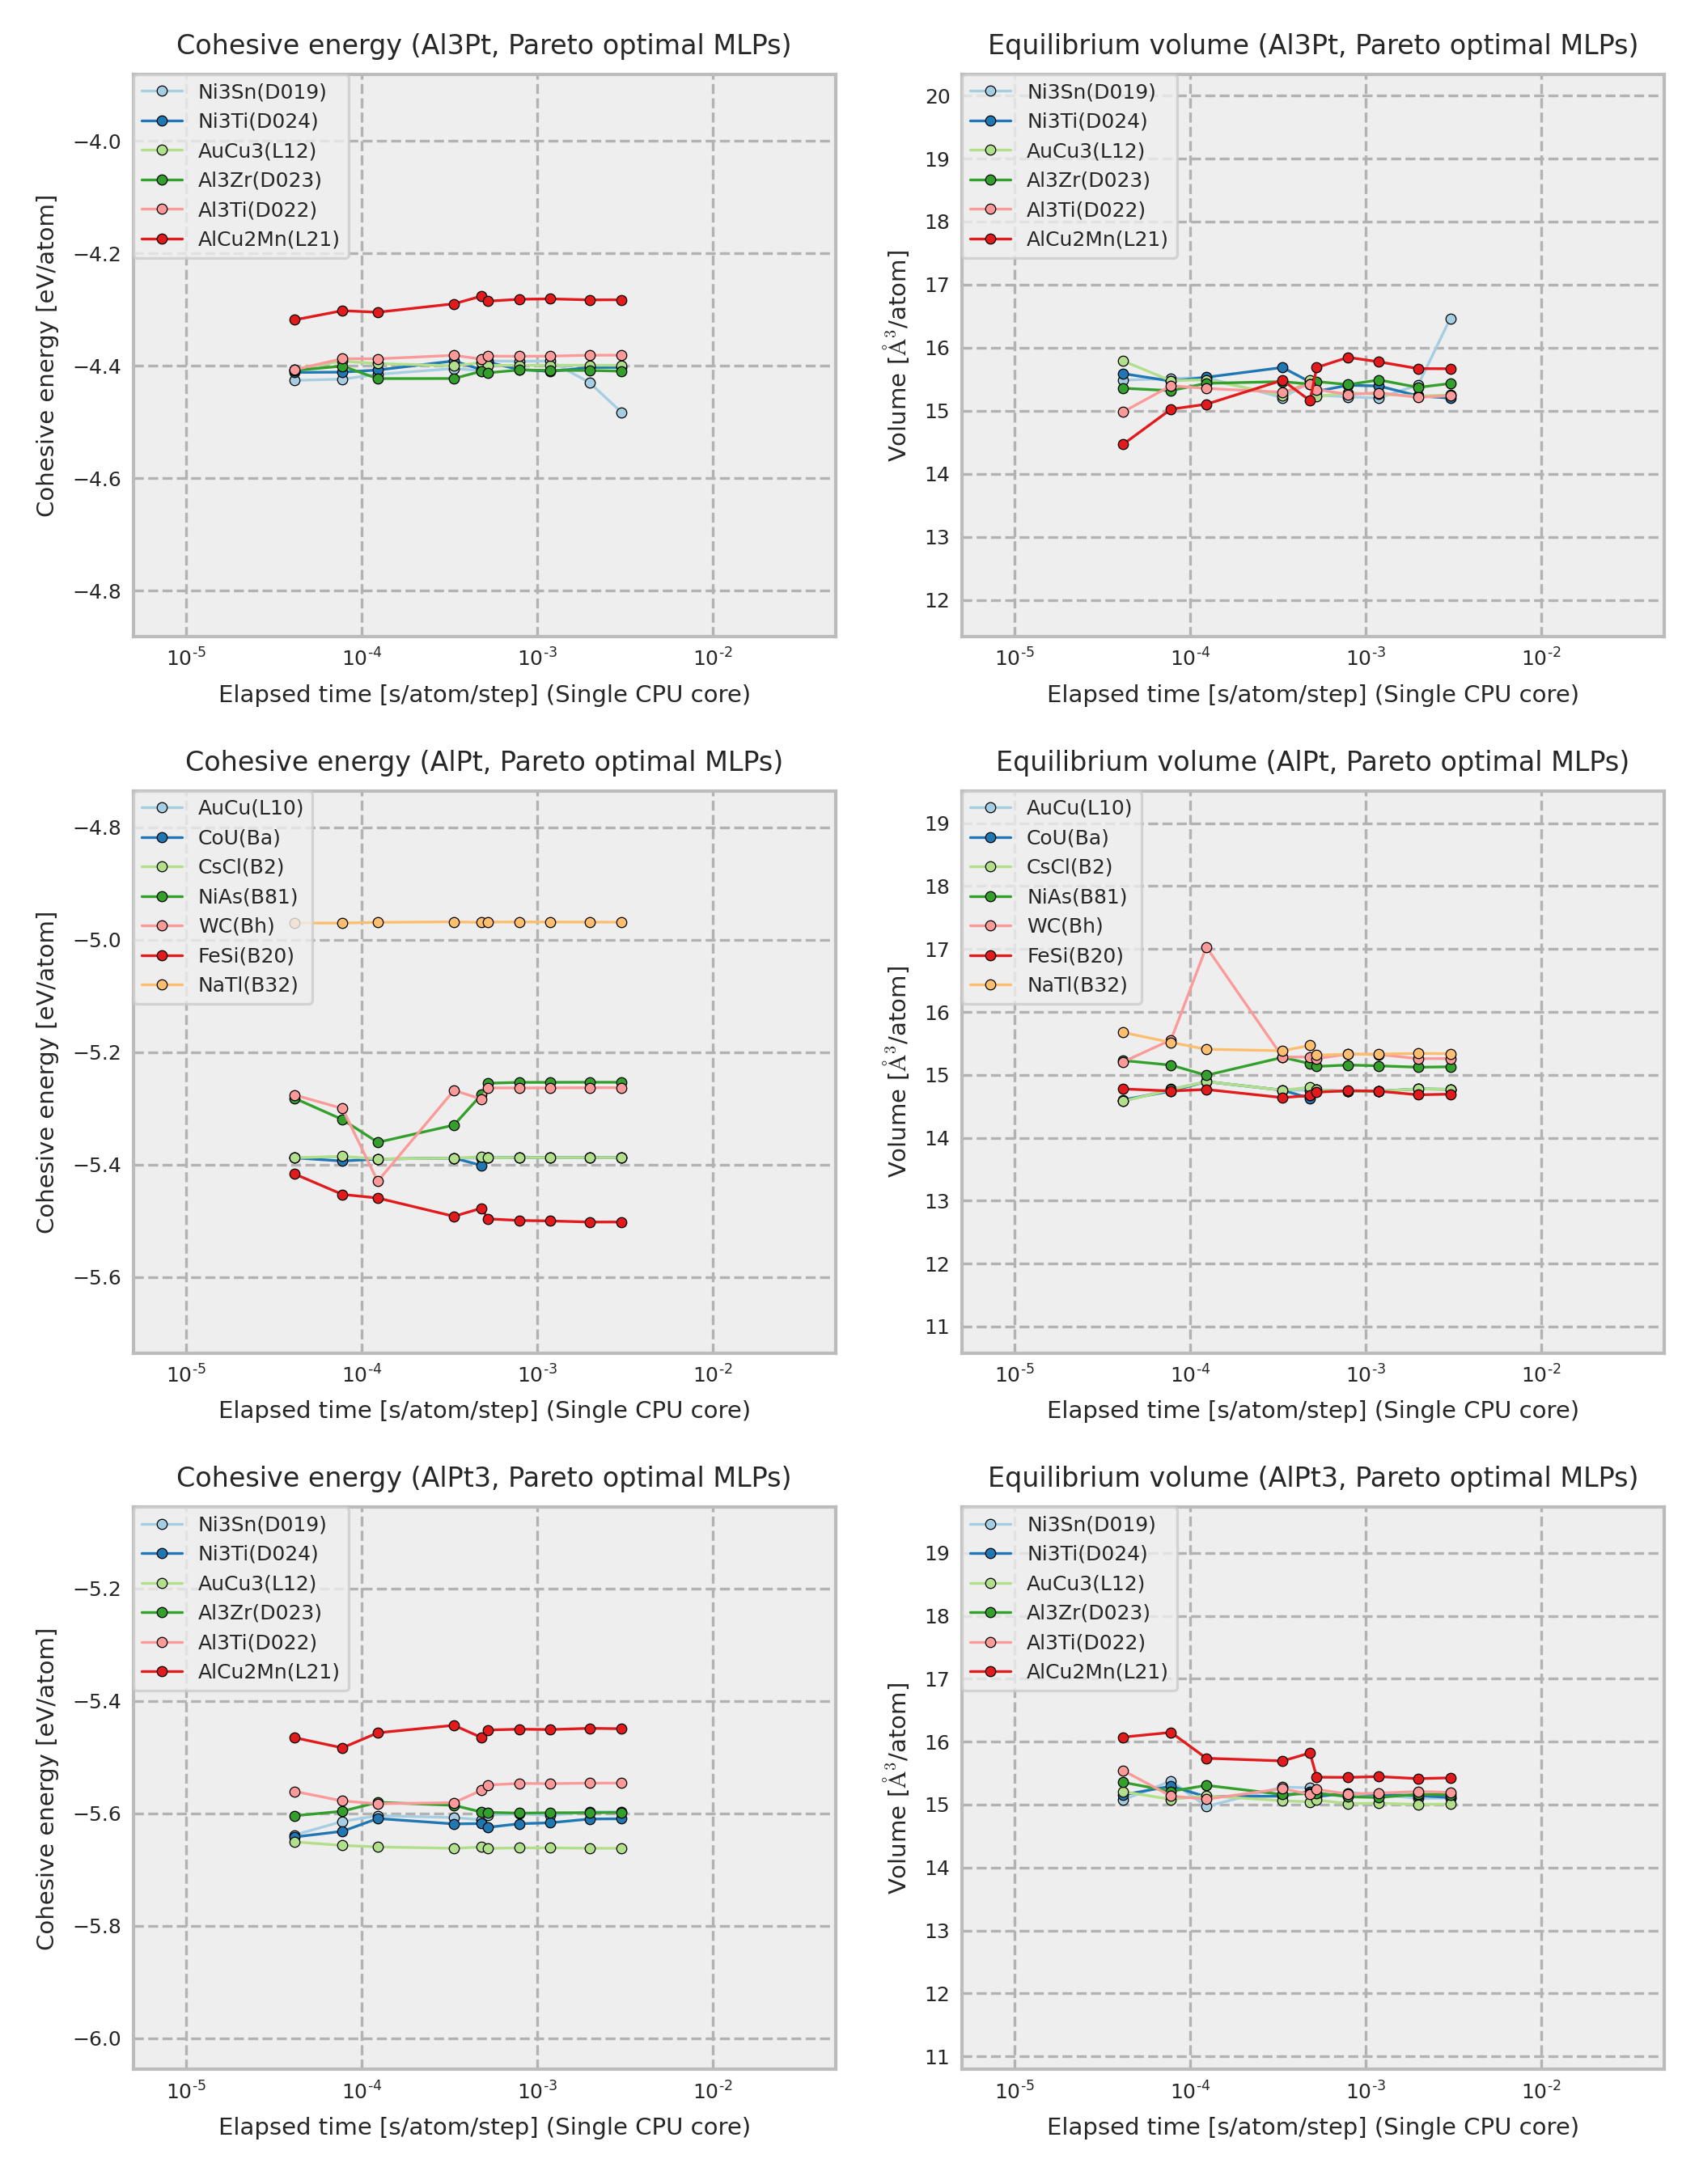 Cohesive energy (Al3Pt, Pareto optimal MLPs)
Cohesive energy [eV/atom]
−4.0
−4.2
−4.4
−4.6
−4.8
Ni3Sn(D019)
Ni3Ti(D024)
AuCu3(L12)
Al3Zr(D023)
Al3Ti(D022)
AlCu2Mn(L21)
10-5 10-4 10-3 10-2
Elapsed time [s/atom/step] (Single CPU core)
Equilibrium volume (Al3Pt, Pareto optimal MLPs)
Volume [Å3/atom]
20
19
18
17
16
15
14
13
12
Ni3Sn(D019)
Ni3Ti(D024)
AuCu3(L12)
Al3Zr(D023)
Al3Ti(D022)
AlCu2Mn(L21)
10-5 10-4 10-3 10-2
Elapsed time [s/atom/step] (Single CPU core)
Cohesive energy (AlPt, Pareto optimal MLPs)
Cohesive energy [eV/atom]
−4.8
−5.0
−5.2
−5.4
−5.6
AuCu(L10)
CoU(Ba)
CsCl(B2)
NiAs(B81)
WC(Bh)
FeSi(B20)
NaTl(B32)
10-5 10-4 10-3 10-2
Elapsed time [s/atom/step] (Single CPU core)
Equilibrium volume (AlPt, Pareto optimal MLPs)
Volume [Å3/atom]
19
18
17
16
15
14
13
12
11
AuCu(L10)
CoU(Ba)
CsCl(B2)
NiAs(B81)
WC(Bh)
FeSi(B20)
NaTl(B32)
10-5 10-4 10-3 10-2
Elapsed time [s/atom/step] (Single CPU core)
Cohesive energy (AlPt3, Pareto optimal MLPs)
Cohesive energy [eV/atom]
−5.2
−5.4
−5.6
−5.8
−6.0
Ni3Sn(D019)
Ni3Ti(D024)
AuCu3(L12)
Al3Zr(D023)
Al3Ti(D022)
AlCu2Mn(L21)
10-5 10-4 10-3 10-2
Elapsed time [s/atom/step] (Single CPU core)
Equilibrium volume (AlPt3, Pareto optimal MLPs)
Volume [Å3/atom]
19
18
17
16
15
14
13
12
11
Ni3Sn(D019)
Ni3Ti(D024)
AuCu3(L12)
Al3Zr(D023)
Al3Ti(D022)
AlCu2Mn(L21)
10-5 10-4 10-3 10-2
Elapsed time [s/atom/step] (Single CPU core)